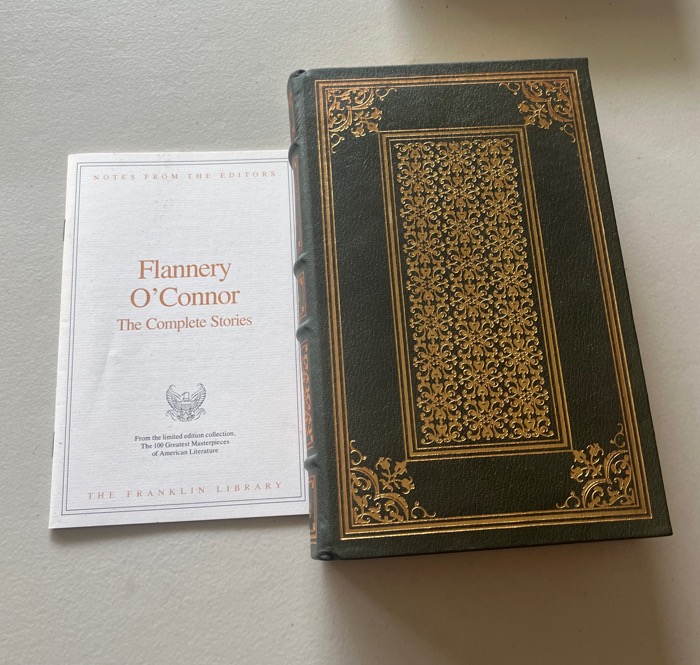 NOTES FROM THE EDITORS
Flannery
O'Connor
The Complete Stories
From the limited edition collection,
The 100 Greatest Masterpieces
of American Literature
THE FRANKLIN LIBRARY